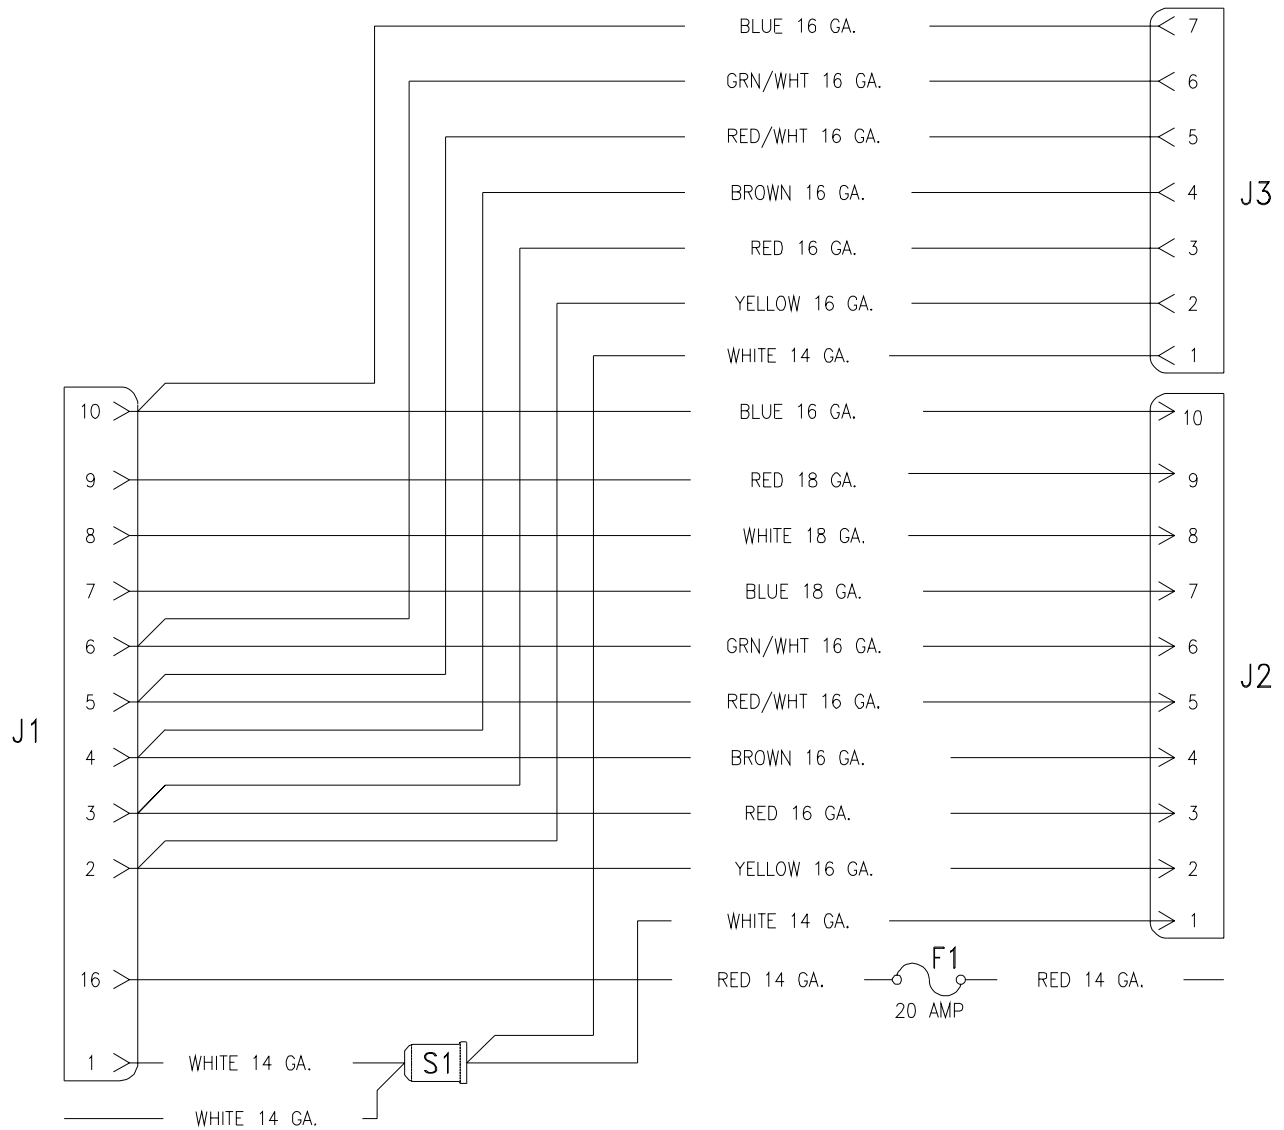 BLUE 16 GA.
7
GRN/WHT 16 GA.
6
RED/WHT 16 GA.
5
BROWN 16 GA.
4
J3
RED 16 GA.
3
YELLOW 16 GA.
2
WHITE 14 GA.
1
10
BLUE 16 GA.
10
9
RED 18 GA.
9
8
WHITE 18 GA.
8
7
BLUE 18 GA.
7
6
GRN/WHT 16 GA.
6
J2
5
RED/WHT 16 GA.
5
J1
4
BROWN 16 GA.
4
3
RED 16 GA.
3
2
YELLOW 16 GA.
2
WHITE 14 GA.
1
F1
16
RED 14 GA.
RED 14 GA.
20 AMP
1
WHITE 14 GA.
S1
WHITE 14 GA.